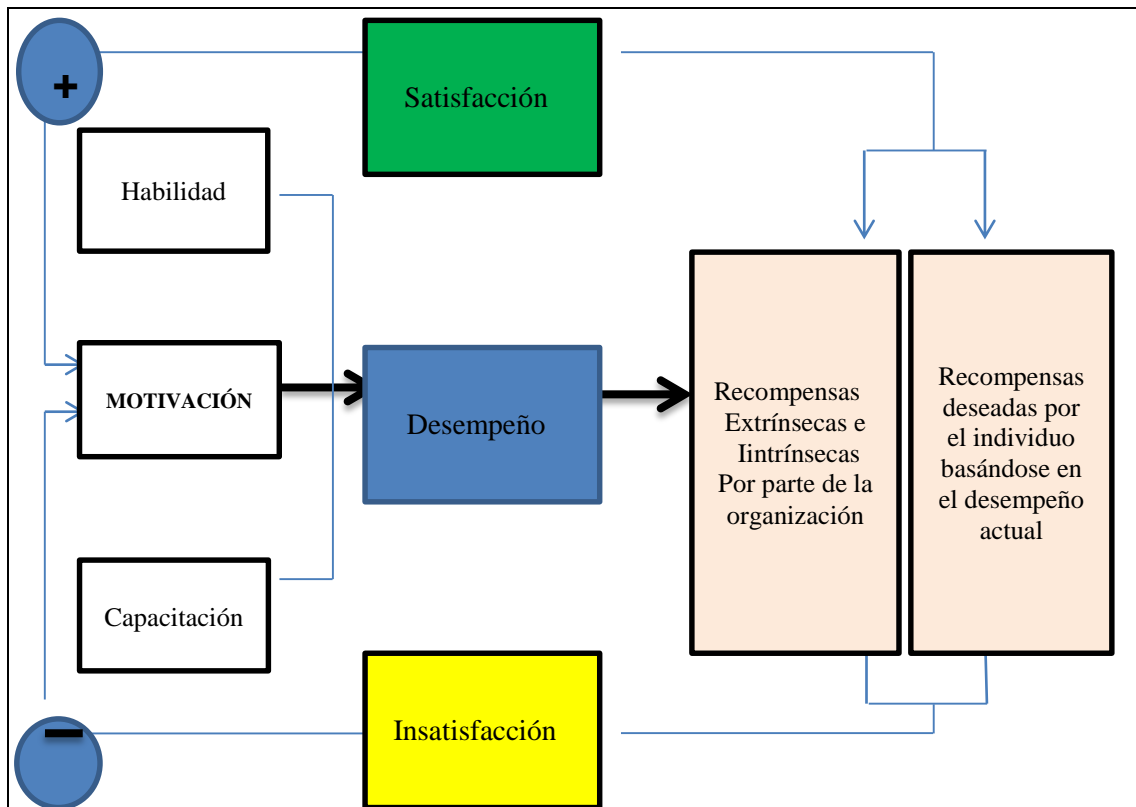 +
Satisfacción
Habilidad
MOTIVACIÓN
Desempeño
Recompensas
Extrínsecas e
Iintrínsecas
Por parte de la
organización
Recompensas
deseadas por
el individuo
basándose en
el desempeño
actual
Capacitación
Insatisfacción
–